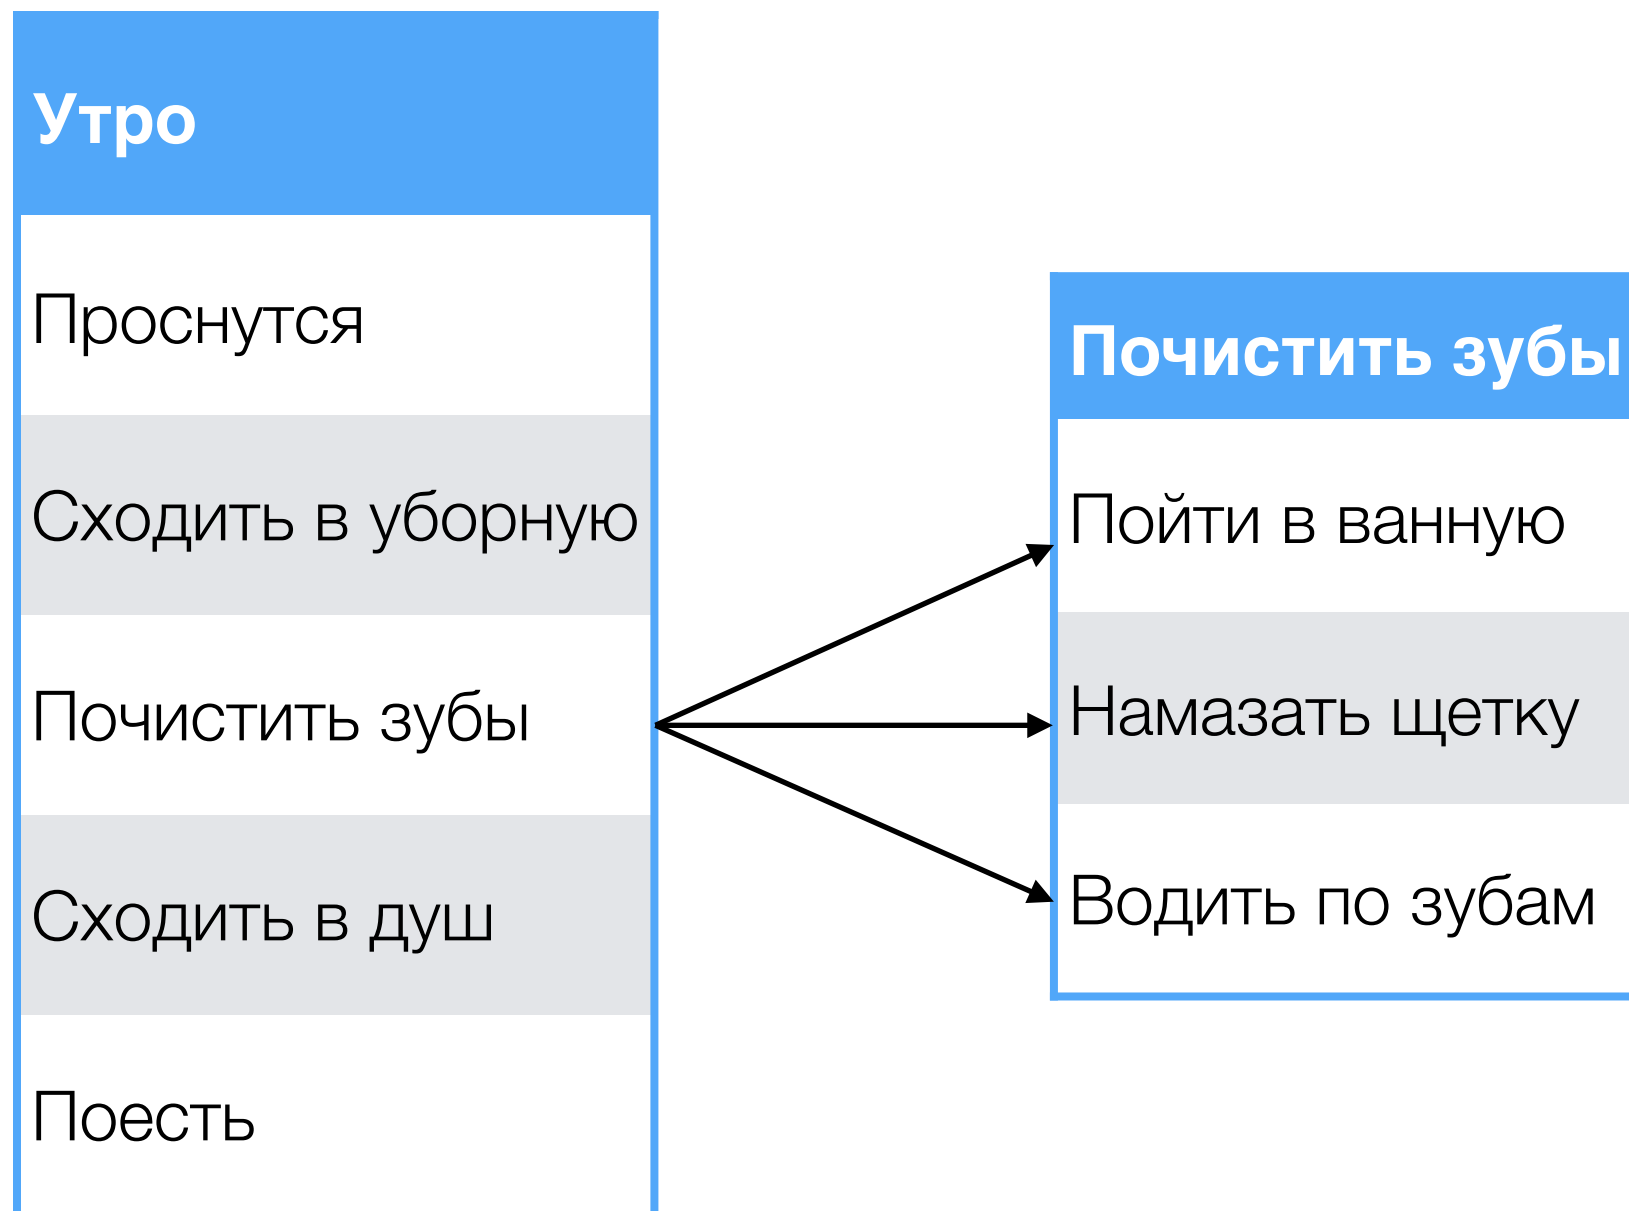 Утро
Проснутся
Сходить в уборную
Почистить зубы
Сходить в душ
Поесть
Почистить зубы
Пойти в ванную
Намазать щетку
Водить по зубам